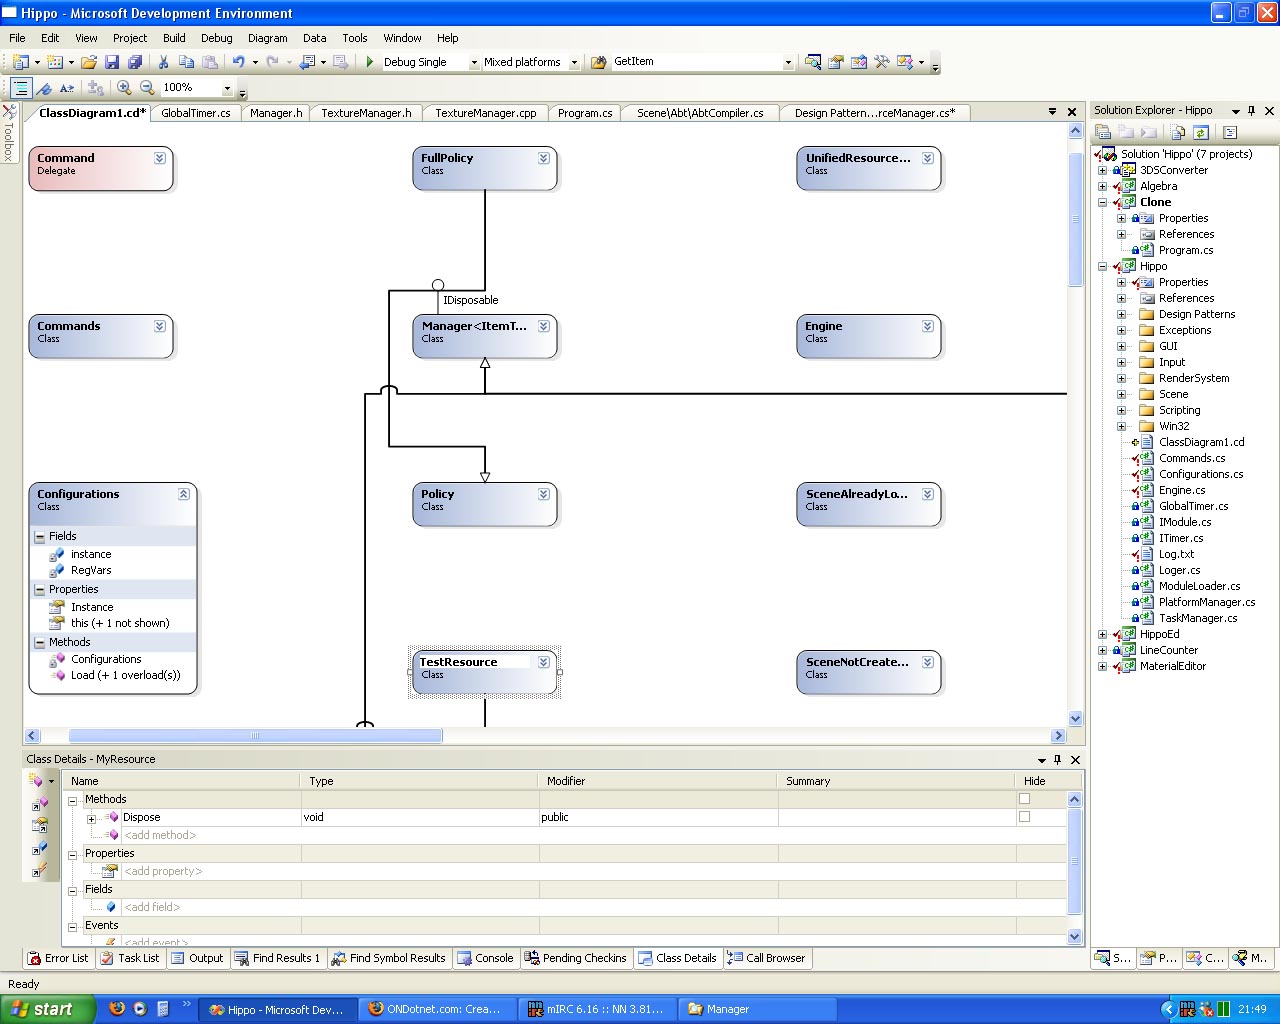 Hippo - Microsoft Development Environment
File Edit View Project Build Debug Diagram Data Tools Window Help
Debug Single Mixed platforms GetItem
100%
Toolbox
ClassDiagram1.cd* GlobalTimer.cs Manager.h TextureManager.h TextureManager.cpp Program.cs Scene\Abt\AbtCompiler.cs Design Pattern...rceManager.cs*
Command
Delegate
FullPolicy
Class
UnifiedResource...
Class
IDisposable
Commands
Class
Manager<ItemT...
Class
Engine
Class
Configurations
Class
Fields
instance
RegVars
Properties
Instance
this (+ 1 not shown)
Methods
Configurations
Load (+ 1 overload(s))
Policy
Class
SceneAlreadyLo...
Class
TestResource
Class
SceneNotCreate...
Class
Solution Explorer - Hippo
Solution 'Hippo' (7 projects)
3DSConverter
Algebra
Clone
Properties
References
Program.cs
Hippo
Properties
References
Design Patterns
Exceptions
GUI
Input
RenderSystem
Scene
Scripting
Win32
ClassDiagram1.cd
Commands.cs
Configurations.cs
Engine.cs
GlobalTimer.cs
IModule.cs
ITimer.cs
Log.txt
Loger.cs
ModuleLoader.cs
PlatformManager.cs
TaskManager.cs
HippoEd
LineCounter
MaterialEditor
Class Details - MyResource
Name Type Modifier Summary Hide
Methods
Dispose void public
<add method>
Properties
<add property>
Fields
<add field>
Events
<add event>
Error List Task List Output Find Results 1 Find Symbol Results Console Pending Checkins Class Details Call Browser
S... P... C... M...
Ready
start Hippo - Microsoft Dev... ONDotnet.com: Crea... mIRC 6.16 :: NN 3.81... Manager 21:49